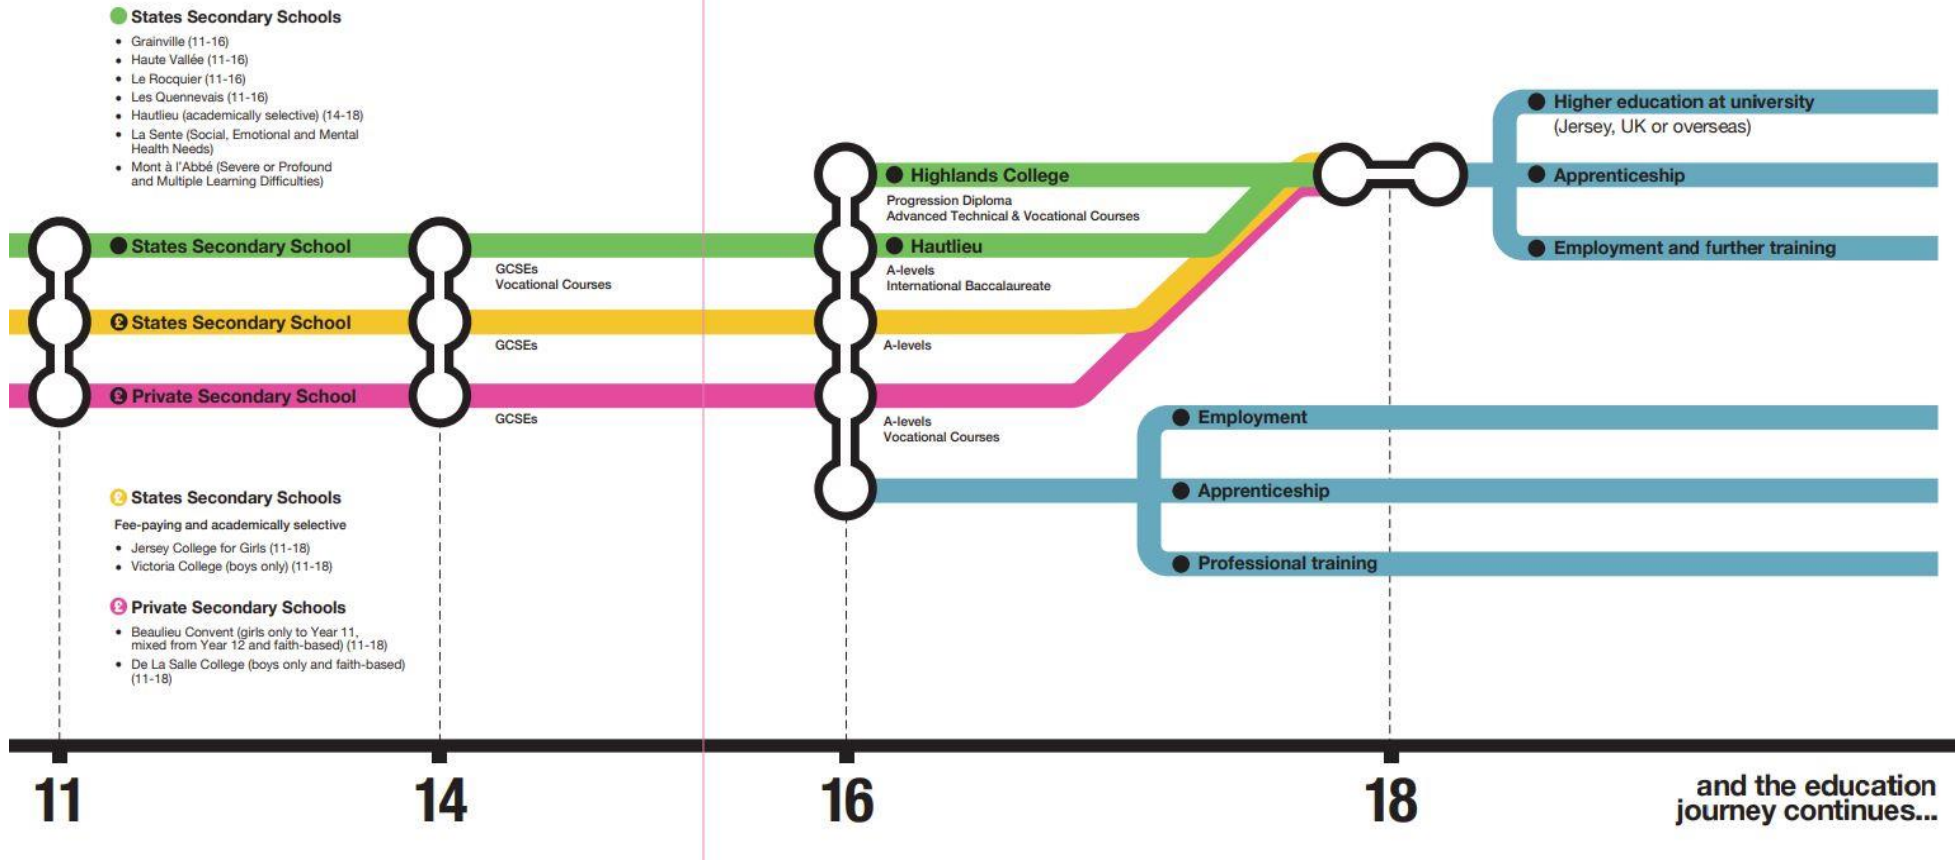 States Secondary Schools
• Grainville (11-16)
• Haute Vallée (11-16)
• Le Rocquier (11-16)
• Les Quennevais (11-16)
• Hautlieu (academically selective) (14-18)
• La Sente (Social, Emotional and Mental
Health Needs)
• Mont à l'Abbé (Severe or Profound
and Multiple Learning Difficulties)
States Secondary School
GCSEs
Vocational Courses
£ States Secondary School
GCSEs
£ Private Secondary School
GCSEs
Highlands College
Progression Diploma
Advanced Technical & Vocational Courses
Hautlieu
A-levels
International Baccalaureate
A-levels
A-levels
Vocational Courses
Higher education at university
(Jersey, UK or overseas)
Apprenticeship
Employment and further training
Employment
Apprenticeship
Professional training
£ States Secondary Schools
Fee-paying and academically selective
• Jersey College for Girls (11-18)
• Victoria College (boys only) (11-18)
£ Private Secondary Schools
• Beaulieu Convent (girls only to Year 11,
mixed from Year 12 and faith-based) (11-18)
• De La Salle College (boys only and faith-based)
(11-18)
11
14
16
18
and the education
journey continues...